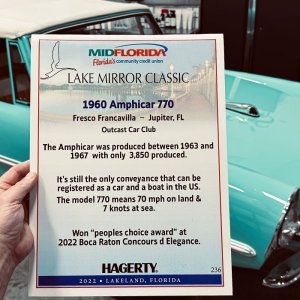 MIDFLORIDA
Florida's community credit union
LAKE MIRROR CLASSIC
1960 Amphicar 770
Fresco Francavilla ~ Jupiter, FL
Outcast Car Club
The Amphicar was produced between 1963 and
1967 with only 3,850 produced.
It's still the only conveyance that can be
registered as a car and a boat in the US.
The model 770 means 70 mph on land &
7 knots at sea.
Won "peoples choice award" at
2022 Boca Raton Concours d Elegance.
236
HAGERTY
2022 • LAKELAND, FLORIDA